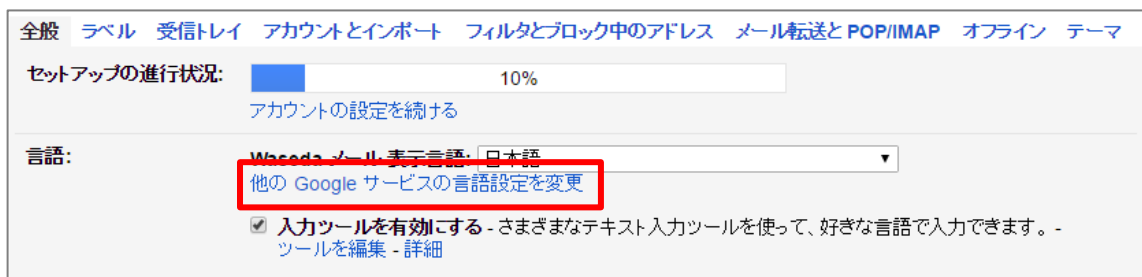 全般 ラベル 受信トレイ アカウントとインポート フィルタとブロック中のアドレス メール転送と POP/IMAP オフライン テーマ
セットアップの進行状況: 10%
アカウントの設定を続ける
言語: Waseda メール 表示言語: 日本語
他の Google サービスの言語設定を変更
入力ツールを有効にする - さまざまなテキスト入力ツールを使って、好きな言語で入力できます。 -
ツールを編集 - 詳細